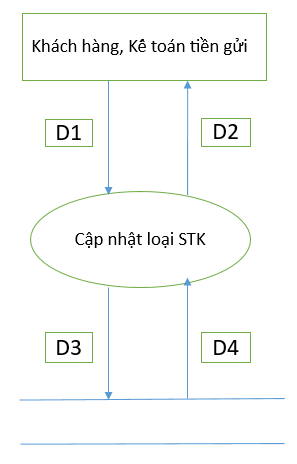 Khách hàng, Kế toán tiền gửi
D1
D2
Cập nhật loại STK
D3
D4